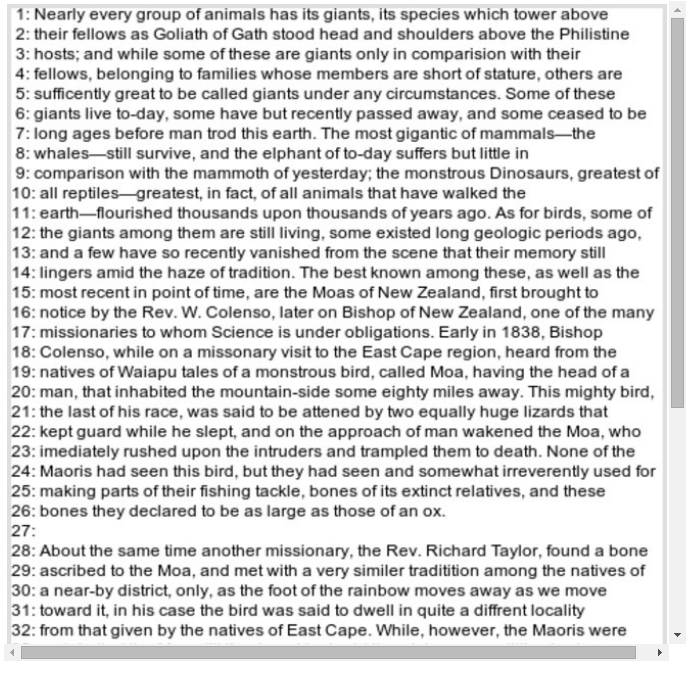 1: Nearly every group of animals has its giants, its species which tower above
2: their fellows as Goliath of Gath stood head and shoulders above the Philistine
3: hosts; and while some of these are giants only in comparision with their
4: fellows, belonging to families whose members are short of stature, others are
5: sufficently great to be called giants under any circumstances. Some of these
6: giants live to-day, some have but recently passed away, and some ceased to be
7: long ages before man trod this earth. The most gigantic of mammals—the
8: whales—still survive, and the elphant of to-day suffers but little in
9: comparison with the mammoth of yesterday; the monstrous Dinosaurs, greatest of
10: all reptiles—greatest, in fact, of all animals that have walked the
11: earth—flourished thousands upon thousands of years ago. As for birds, some of
12: the giants among them are still living, some existed long geologic periods ago,
13: and a few have so recently vanished from the scene that their memory still
14: lingers amid the haze of tradition. The best known among these, as well as the
15: most recent in point of time, are the Moas of New Zealand, first brought to
16: notice by the Rev. W. Colenso, later on Bishop of New Zealand, one of the many
17: missionaries to whom Science is under obligations. Early in 1838, Bishop
18: Colenso, while on a missonary visit to the East Cape region, heard from the
19: natives of Waiapu tales of a monstrous bird, called Moa, having the head of a
20: man, that inhabited the mountain-side some eighty miles away. This mighty bird,
21: the last of his race, was said to be attened by two equally huge lizards that
22: kept guard while he slept, and on the approach of man wakened the Moa, who
23: imediately rushed upon the intruders and trampled them to death. None of the
24: Maoris had seen this bird, but they had seen and somewhat irreverently used for
25: making parts of their fishing tackle, bones of its extinct relatives, and these
26: bones they declared to be as large as those of an ox.
27:
28: About the same time another missionary, the Rev. Richard Taylor, found a bone
29: ascribed to the Moa, and met with a very similer traditition among the natives of
30: a near-by district, only, as the foot of the rainbow moves away as we move
31: toward it, in his case the bird was said to dwell in quite a diffrent locality
32: from that given by the natives of East Cape. While, however, the Maoris were